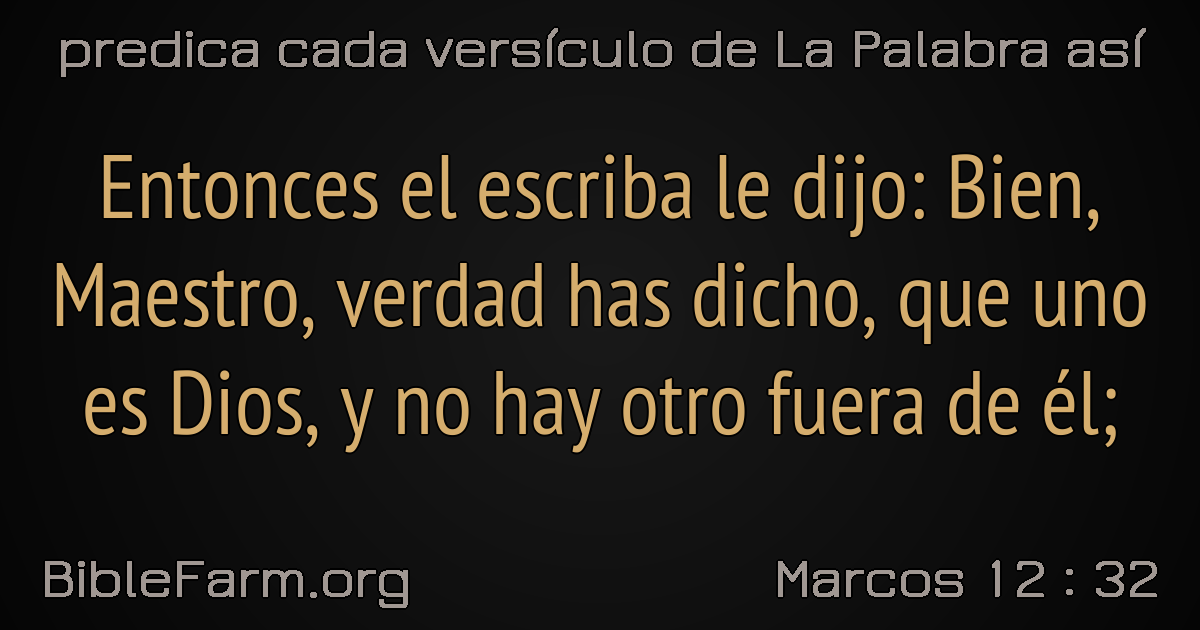 predica cada versículo de La Palabra así
Entonces el escriba le dijo: Bien,
Maestro, verdad has dicho, que uno
es Dios, y no hay otro fuera de él;
BibleFarm.org
Marcos 12 : 32